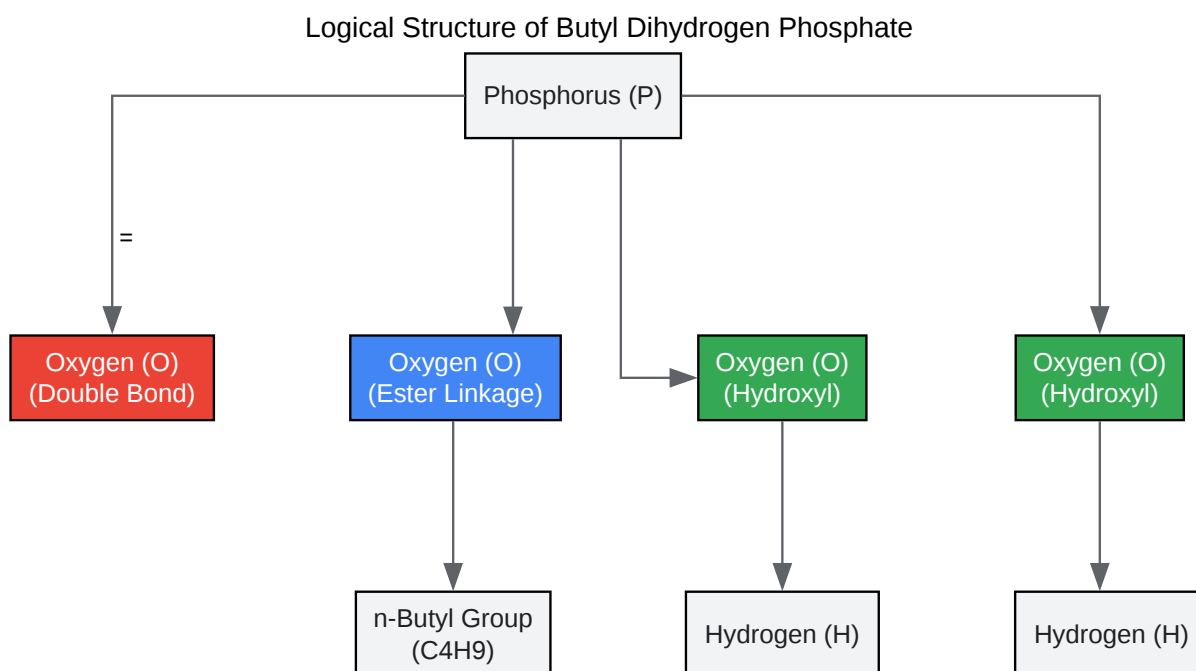 Logical Structure of Butyl Dihydrogen Phosphate
Phosphorus (P)
=
Oxygen (O)
(Double Bond)
Oxygen (O)
(Ester Linkage)
Oxygen (O)
(Hydroxyl)
Oxygen (O)
(Hydroxyl)
n-Butyl Group
(C4H9)
Hydrogen (H)
Hydrogen (H)